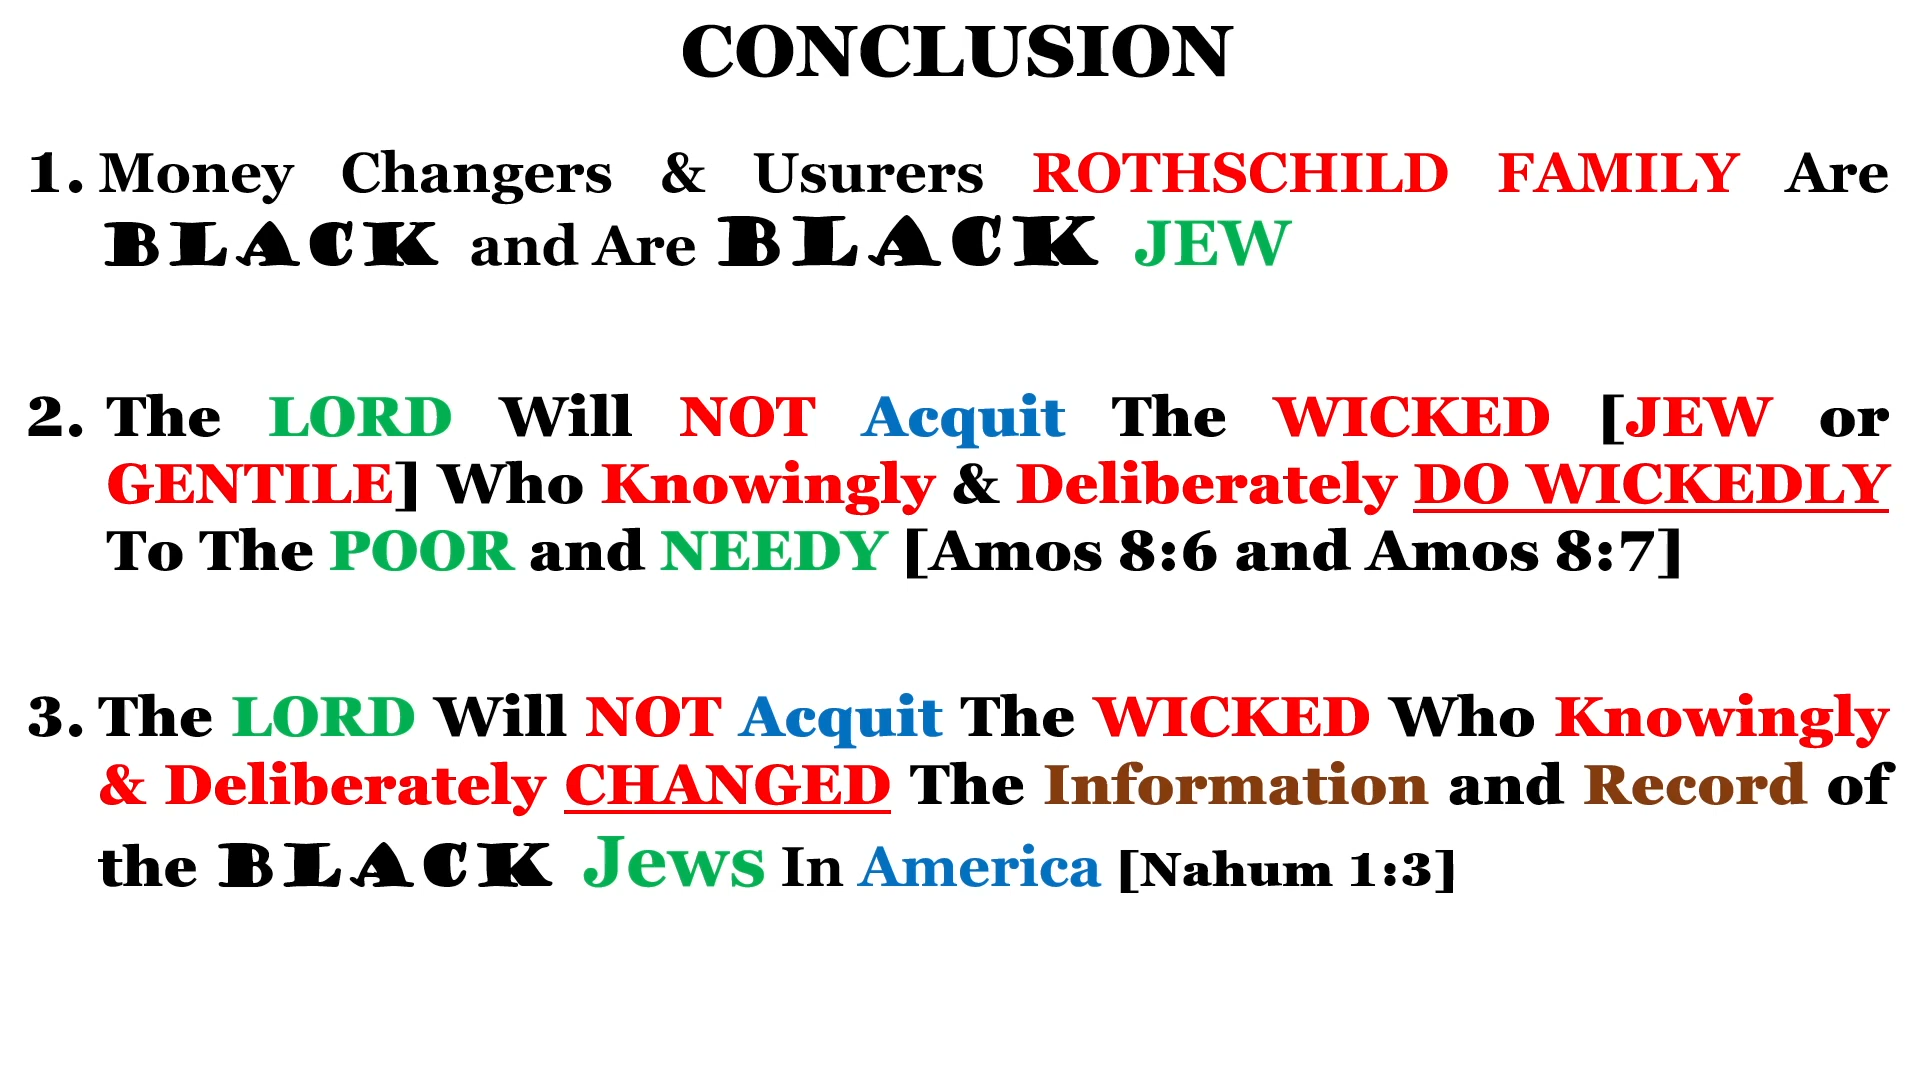 CONCLUSION
1. Money Changers & Usurers ROTHSCHILD FAMILY Are
BLACK and Are BLACK JEW
2. The LORD Will NOT Acquit The WICKED [JEW or
GENTILE] Who Knowingly & Deliberately DO WICKEDLY
To The POOR and NEEDY [Amos 8:6 and Amos 8:7]
3. The LORD Will NOT Acquit The WICKED Who Knowingly
& Deliberately CHANGED The Information and Record of
the BLACK Jews In America [Nahum 1:3]